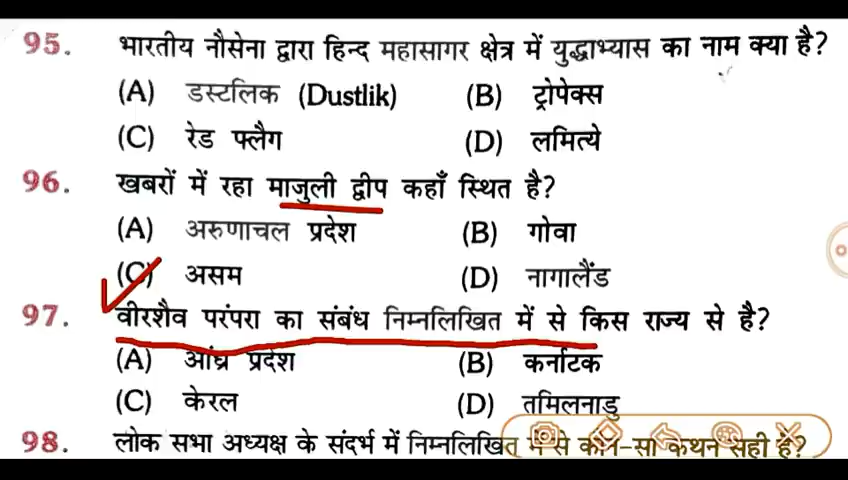 95. भारतीय नौसेना द्वारा हिन्द महासागर क्षेत्र में युद्धाभ्यास का नाम क्या है?
(A) डस्टलिक (Dustlik) (B) ट्रोपेक्स
(C) रेड फ्लैग (D) लमित्ये
96. खबरों में रहा माजुली द्वीप कहाँ स्थित है?
(A) अरुणाचल प्रदेश (B) गोवा
(C) असम (D) नागालैंड
97. वीरशैव परंपरा का संबंध निम्नलिखित में से किस राज्य से है?
(A) आंध्र प्रदेश (B) कर्नाटक
(C) केरल (D) तमिलनाडु
98. लोक सभा अध्यक्ष के संदर्भ में निम्नलिखित में से कौन-सा कथन सही है?